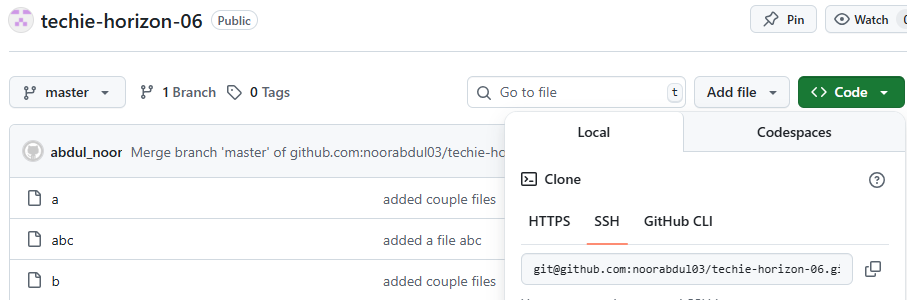 techie-horizon-06 Public Pin Watch
master 1 Branch 0 Tags Go to file t Add file Code
Local Codespaces
abdul_noor Merge branch 'master' of github.com:noorabdul03/techie-ho
Clone
a added couple files
HTTPS SSH GitHub CLI
abc added a file abc
git@github.com:noorabdul03/techie-horizon-06.gi
b added couple files